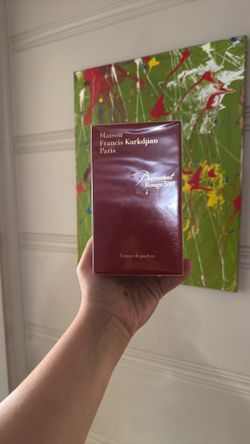 Maison
Francis Kurkdjian
Paris
Baccarat
Rouge 540
Extrait de parfum